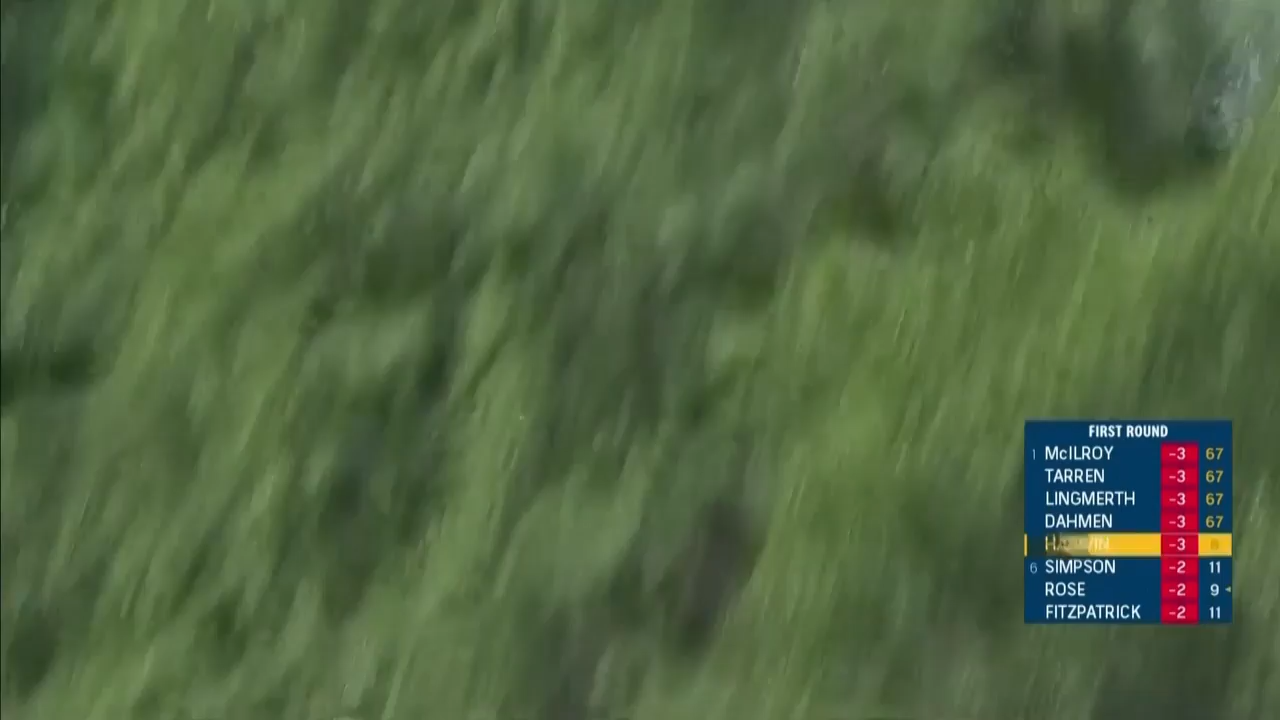 FIRST ROUND
1 McILROY -3 67
TARREN -3 67
LINGMERTH -3 67
DAHMEN -3 67
-3
6 SIMPSON -2 11
ROSE -2 9
FITZPATRICK -2 11